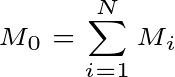 M_0 = \sum_{i=1}^{N} M_i